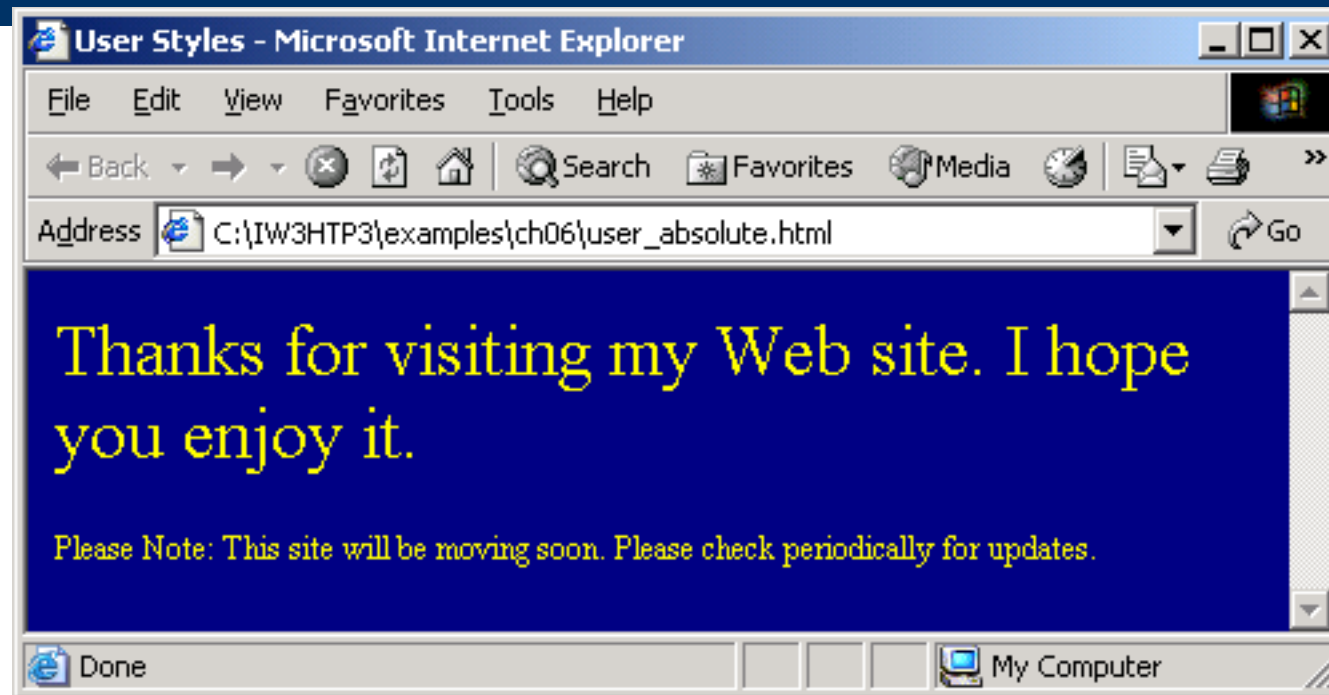 User Styles - Microsoft Internet Explorer
File Edit View Favorites Tools Help
Back Search Favorites Media »
Address C:\IW3HTP3\examples\ch06\user_absolute.html Go
Thanks for visiting my Web site. I hope
you enjoy it.
Please Note: This site will be moving soon. Please check periodically for updates.
Done My Computer